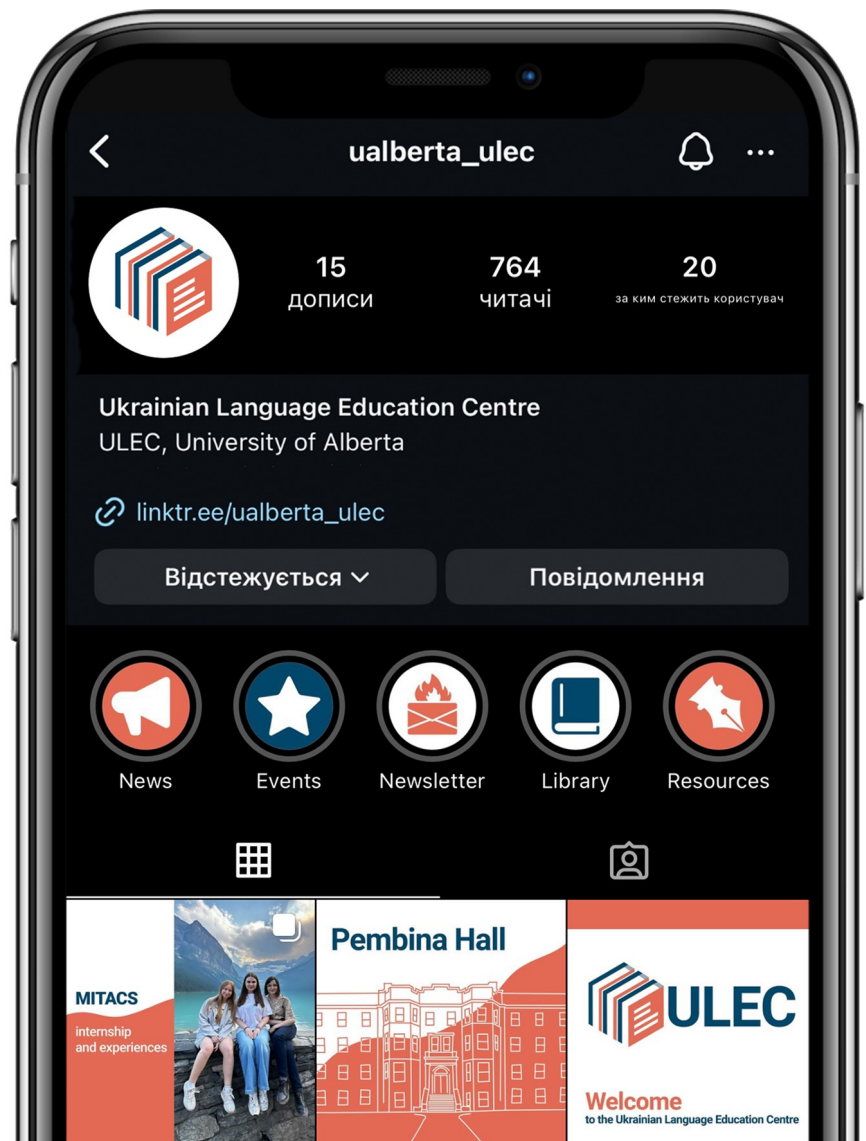 ualberta_ulec
15
дописи
764
читачі
20
за ким стежить користувач
Ukrainian Language Education Centre
ULEC, University of Alberta
linktr.ee/ualberta_ulec
Відстежується
Повідомлення
News
Events
Newsletter
Library
Resources
MITACS
internship
and experiences
Pembina Hall
ULEC
Welcome
to the Ukrainian Language Education Centre